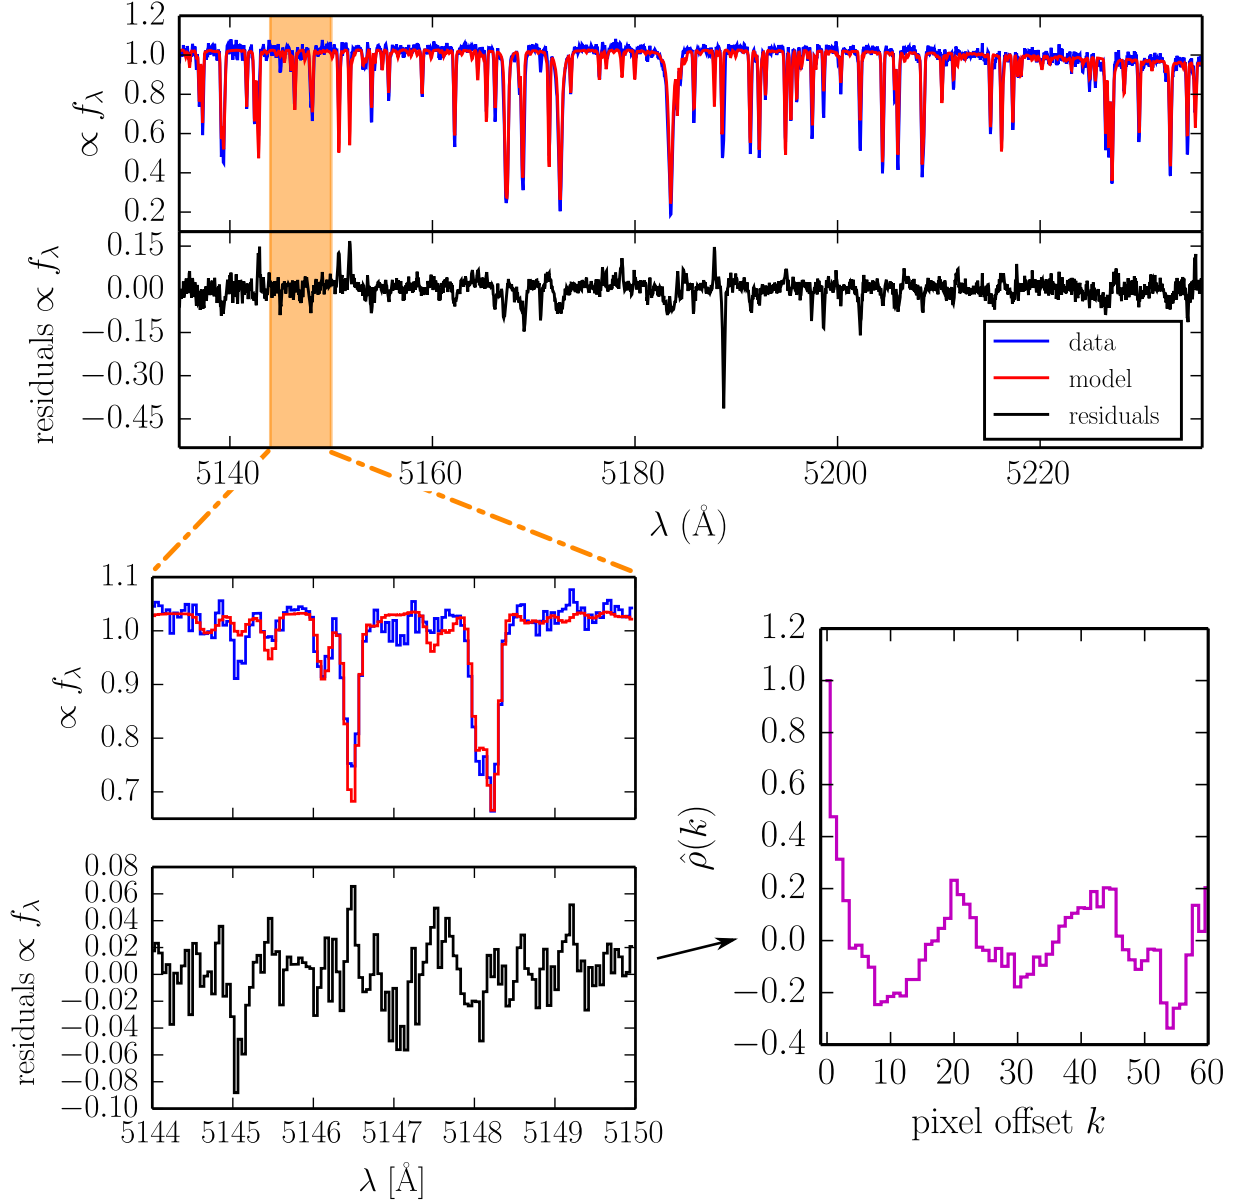 1.2
1.0
0.8
0.6
0.4
0.2
∝ f_λ
0.15
0.00
−0.15
−0.30
−0.45
residuals ∝ f_λ
data
model
residuals
5140 5160 5180 5200 5220
λ (Å)
1.1
1.0
0.9
0.8
0.7
∝ f_λ
0.08
0.06
0.04
0.02
0.00
−0.02
−0.04
−0.06
−0.08
−0.10
residuals ∝ f_λ
5144 5145 5146 5147 5148 5149 5150
λ [Å]
1.2
1.0
0.8
0.6
0.4
0.2
0.0
−0.2
−0.4
ρ̂(k)
0 10 20 30 40 50 60
pixel offset k